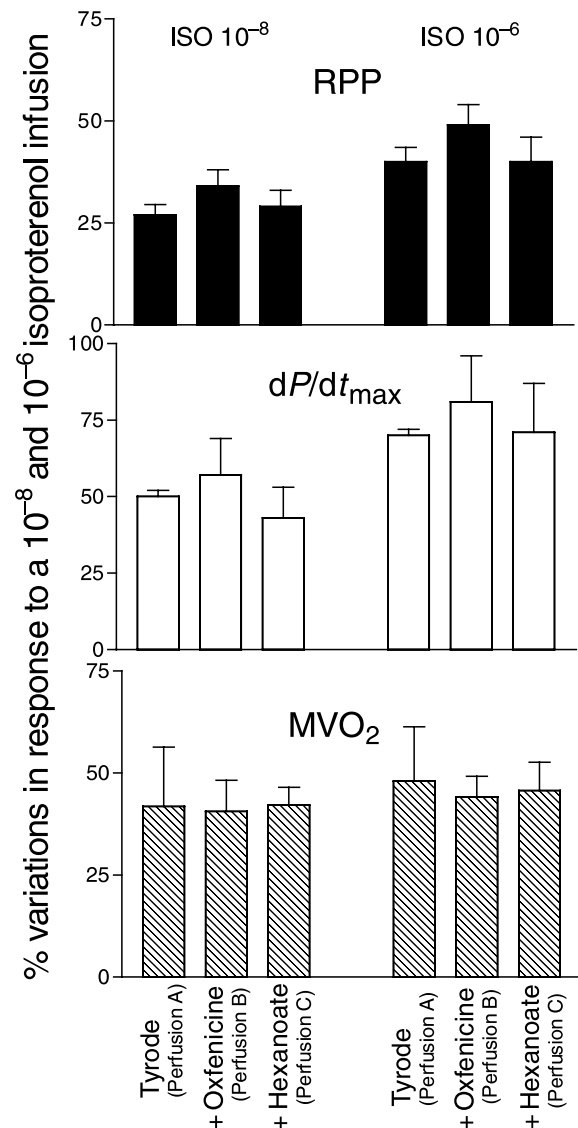 % variations in response to a 10⁻⁸ and 10⁻⁶ isoproterenol infusion
ISO 10⁻⁸
ISO 10⁻⁶
RPP
75
50
25
0
dP/dtmax
100
75
50
25
0
MVO₂
75
50
25
0
Tyrode
(Perfusion A)
+ Oxfenicine
(Perfusion B)
+ Hexanoate
(Perfusion C)
Tyrode
(Perfusion A)
+ Oxfenicine
(Perfusion B)
+ Hexanoate
(Perfusion C)